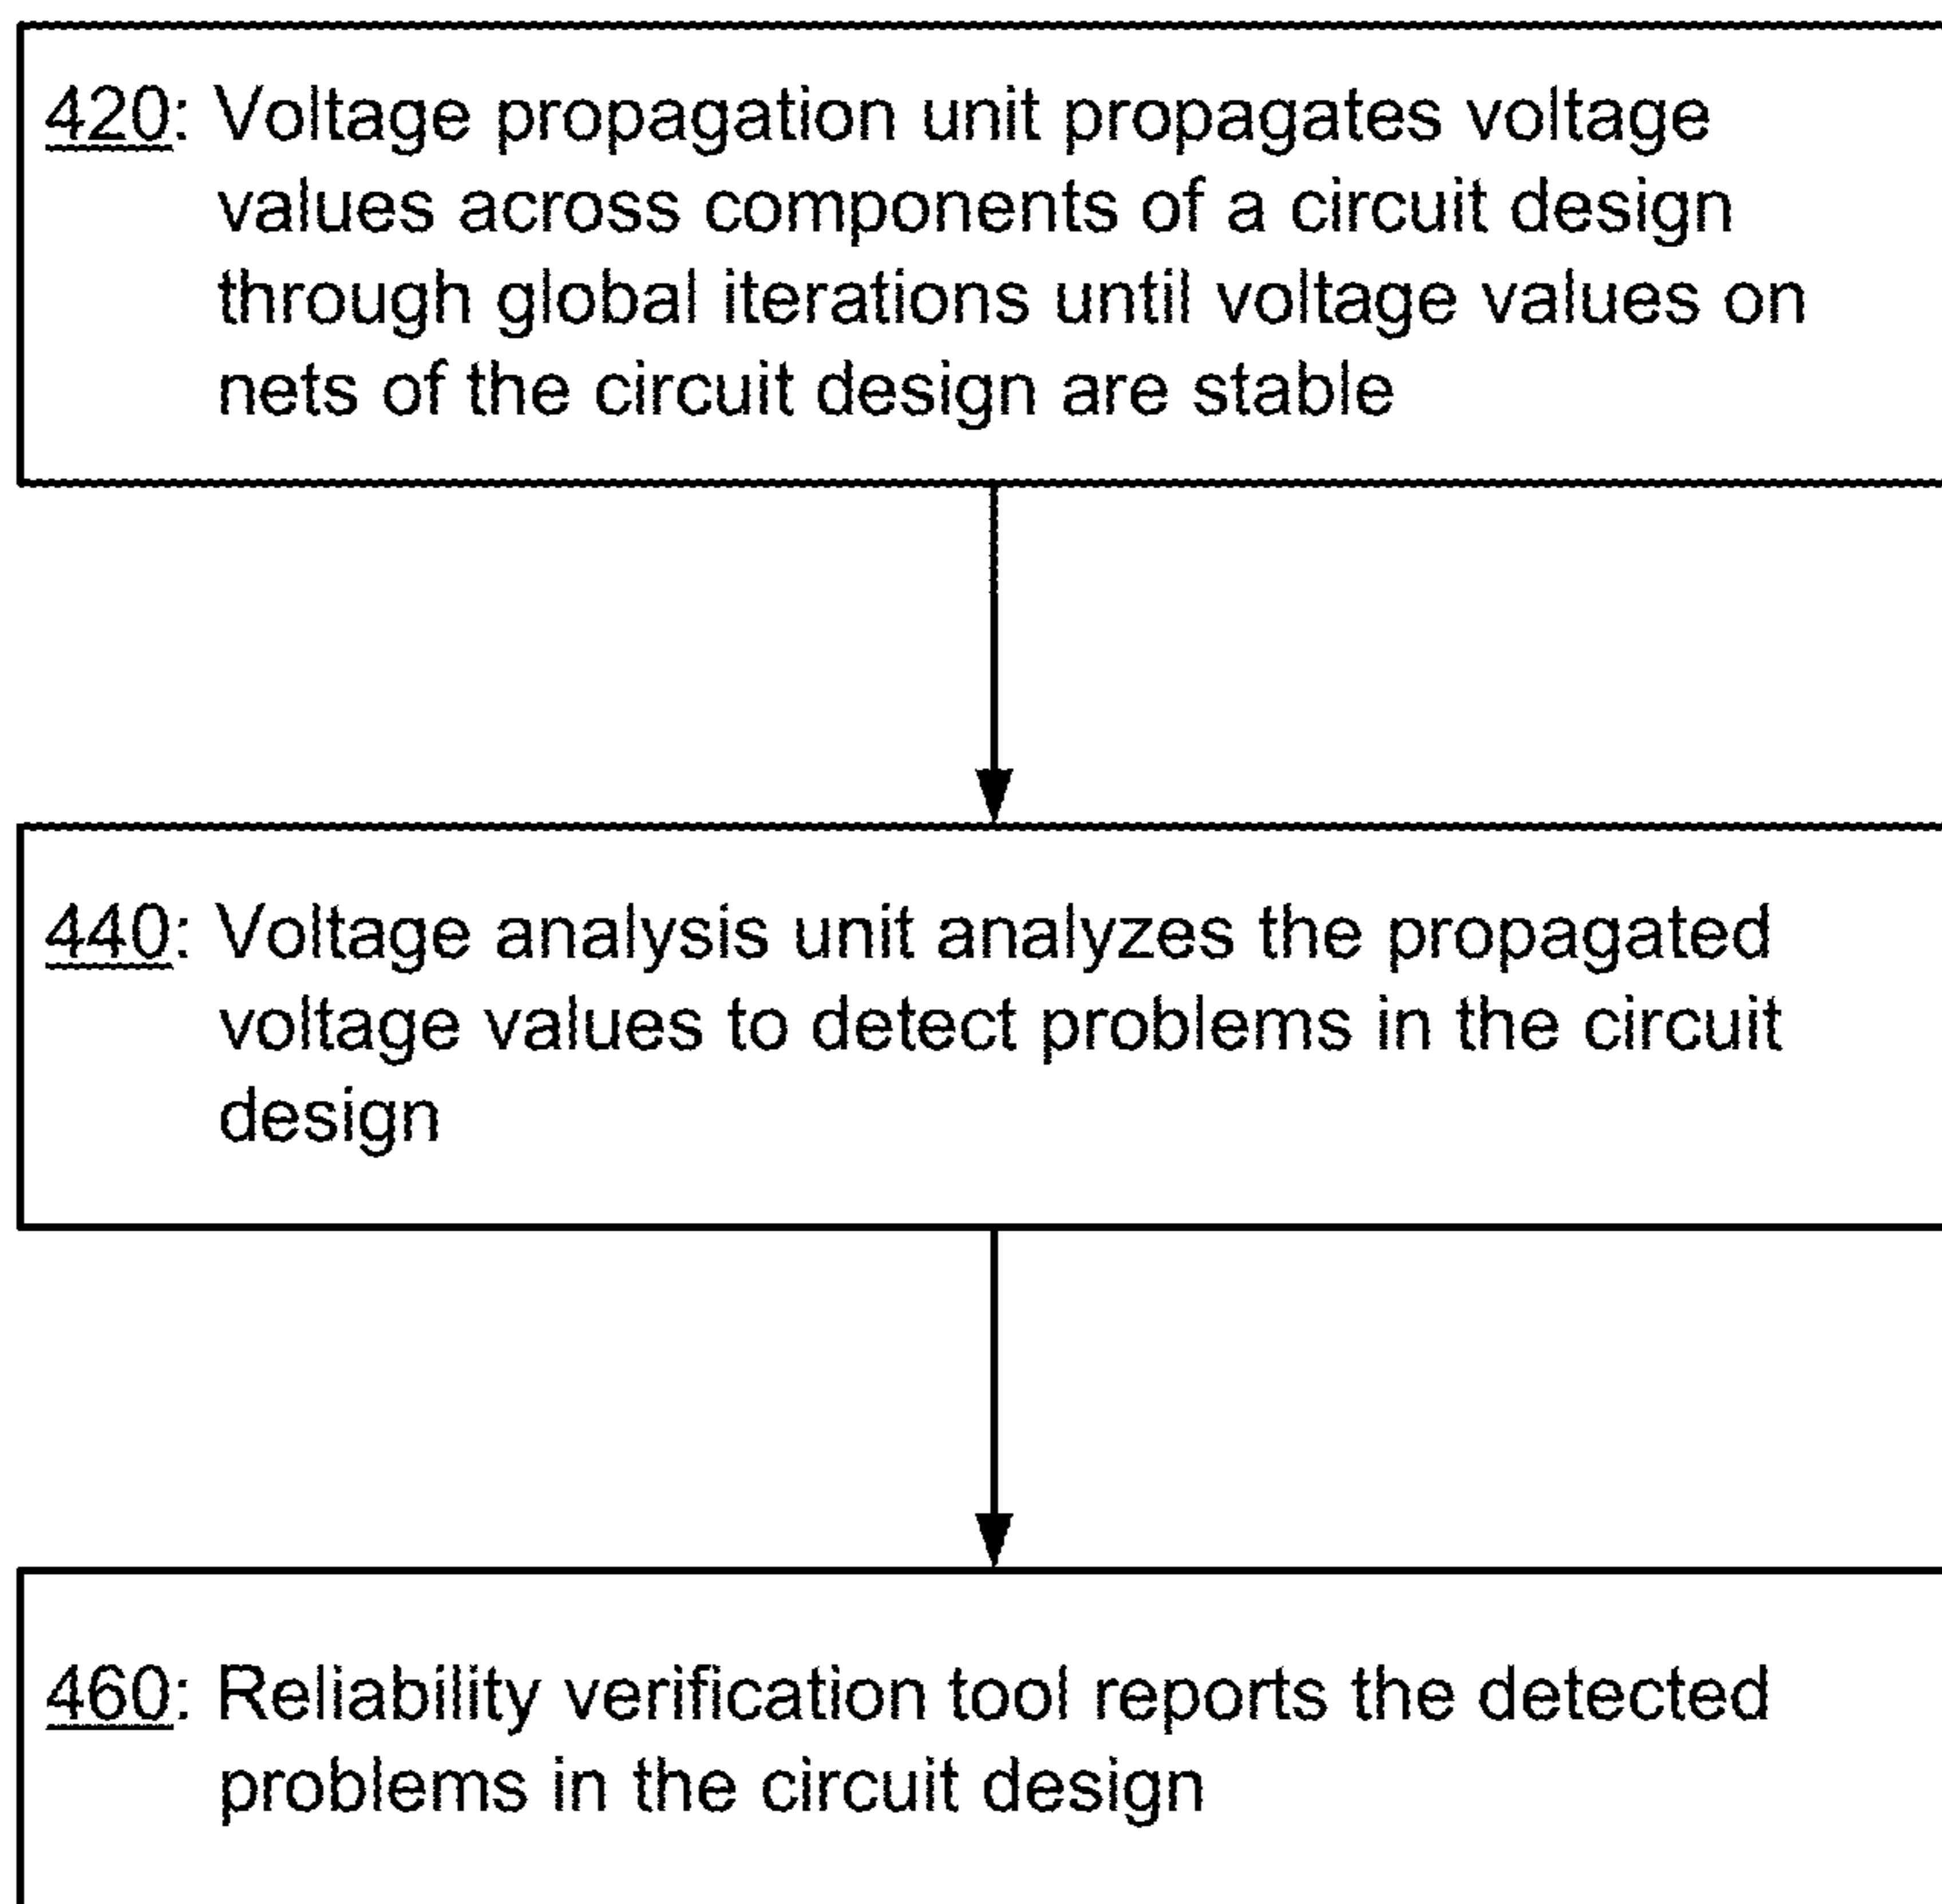 420: Voltage propagation unit propagates voltage
values across components of a circuit design
through global iterations until voltage values on
nets of the circuit design are stable
440: Voltage analysis unit analyzes the propagated
voltage values to detect problems in the circuit
design
460: Reliability verification tool reports the detected
problems in the circuit design